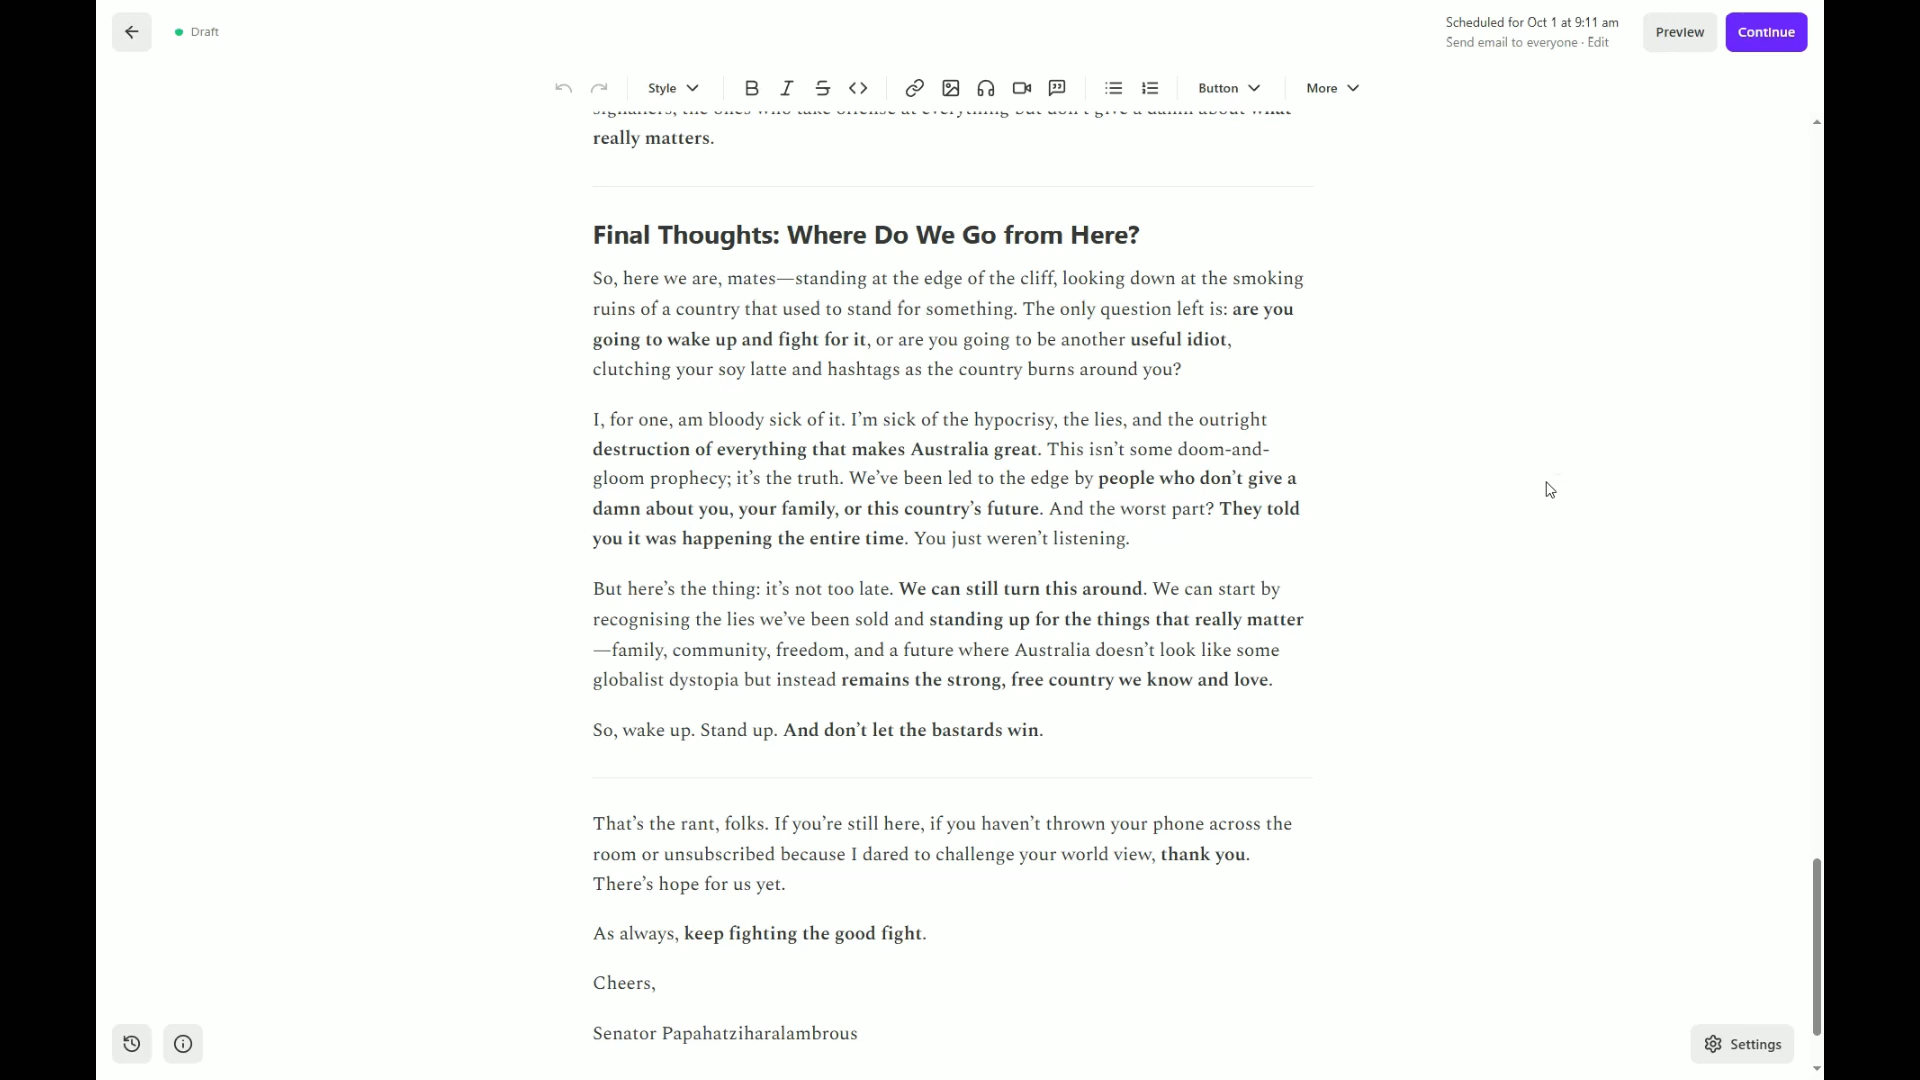 Draft
Scheduled for Oct 1 at 9:11 am
Send email to everyone · Edit
Preview
Continue
Style
Button
More
signallers, the ones who take offense at everything but don't give a damn about what
really matters.
Final Thoughts: Where Do We Go from Here?
So, here we are, mates—standing at the edge of the cliff, looking down at the smoking
ruins of a country that used to stand for something. The only question left is: are you
going to wake up and fight for it, or are you going to be another useful idiot,
clutching your soy latte and hashtags as the country burns around you?
I, for one, am bloody sick of it. I’m sick of the hypocrisy, the lies, and the outright
destruction of everything that makes Australia great. This isn’t some doom-and-
gloom prophecy; it’s the truth. We’ve been led to the edge by people who don’t give a
damn about you, your family, or this country’s future. And the worst part? They told
you it was happening the entire time. You just weren’t listening.
But here’s the thing: it’s not too late. We can still turn this around. We can start by
recognising the lies we’ve been sold and standing up for the things that really matter
—family, community, freedom, and a future where Australia doesn’t look like some
globalist dystopia but instead remains the strong, free country we know and love.
So, wake up. Stand up. And don’t let the bastards win.
That’s the rant, folks. If you’re still here, if you haven’t thrown your phone across the
room or unsubscribed because I dared to challenge your world view, thank you.
There’s hope for us yet.
As always, keep fighting the good fight.
Cheers,
Senator Papahatziharalambrous
Settings